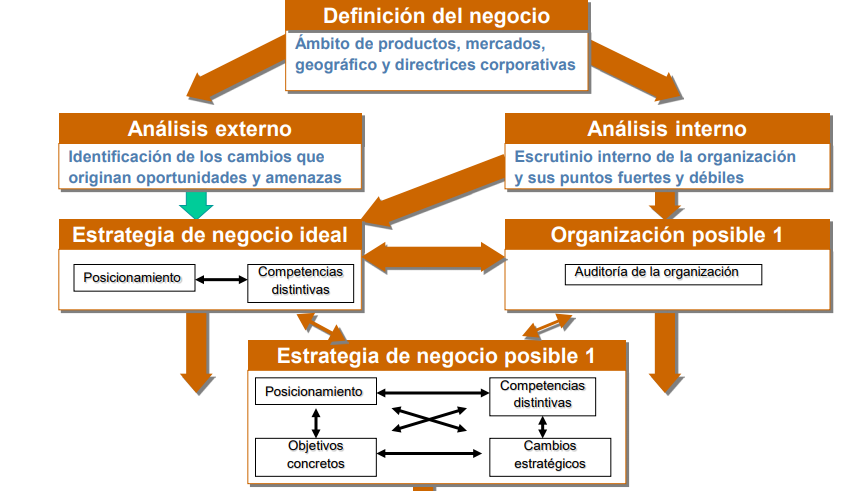 Definición del negocio
Ámbito de productos, mercados,
geográfico y directrices corporativas
Análisis externo
Identificación de los cambios que
originan oportunidades y amenazas
Análisis interno
Escrutinio interno de la organización
y sus puntos fuertes y débiles
Estrategia de negocio ideal
Posicionamiento
Competencias
distintivas
Organización posible 1
Auditoría de la organización
Estrategia de negocio posible 1
Posicionamiento
Competencias
distintivas
Objetivos
concretos
Cambios
estratégicos